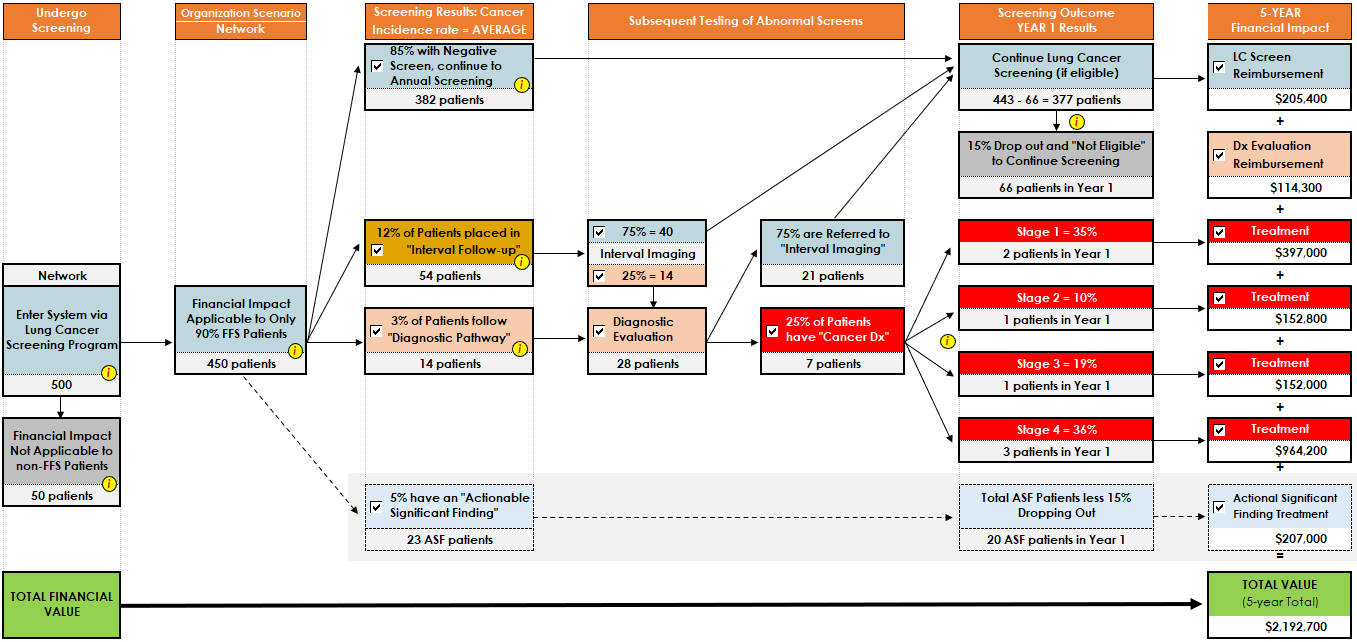 Undergo
Screening
Organization Scenario
Network
Screening Results: Cancer
Incidence rate = AVERAGE
Subsequent Testing of Abnormal Screens
Screening Outcome
YEAR 1 Results
5-YEAR
Financial Impact
85% with Negative
Screen, continue to
Annual Screening
i
382 patients
Continue Lung Cancer
Screening (if eligible)
443 - 66 = 377 patients
i
LC Screen
Reimbursement
$205,400
+
15% Drop out and "Not Eligible"
to Continue Screening
66 patients in Year 1
Dx Evaluation
Reimbursement
$114,300
+
12% of Patients placed in
"Interval Follow-up"
i
54 patients
75% = 40
Interval Imaging
25% = 14
75% are Referred to
"Interval Imaging"
21 patients
Stage 1 = 35%
2 patients in Year 1
Treatment
$397,000
+
Network
Enter System via
Lung Cancer
Screening Program
i
500
Financial Impact
Applicable to Only
90% FFS Patients
i
450 patients
3% of Patients follow
"Diagnostic Pathway"
i
14 patients
Diagnostic
Evaluation
28 patients
25% of Patients
have "Cancer Dx"
7 patients
i
Stage 2 = 10%
1 patients in Year 1
Treatment
$152,800
+
Stage 3 = 19%
1 patients in Year 1
Treatment
$152,000
+
Stage 4 = 36%
3 patients in Year 1
Treatment
$964,200
+
Financial Impact
Not Applicable to
non-FFS Patients
i
50 patients
5% have an "Actionable
Significant Finding"
23 ASF patients
Total ASF Patients less 15%
Dropping Out
20 ASF patients in Year 1
Actional Significant
Finding Treatment
$207,000
=
TOTAL FINANCIAL
VALUE
TOTAL VALUE
(5-year Total)
$2,192,700